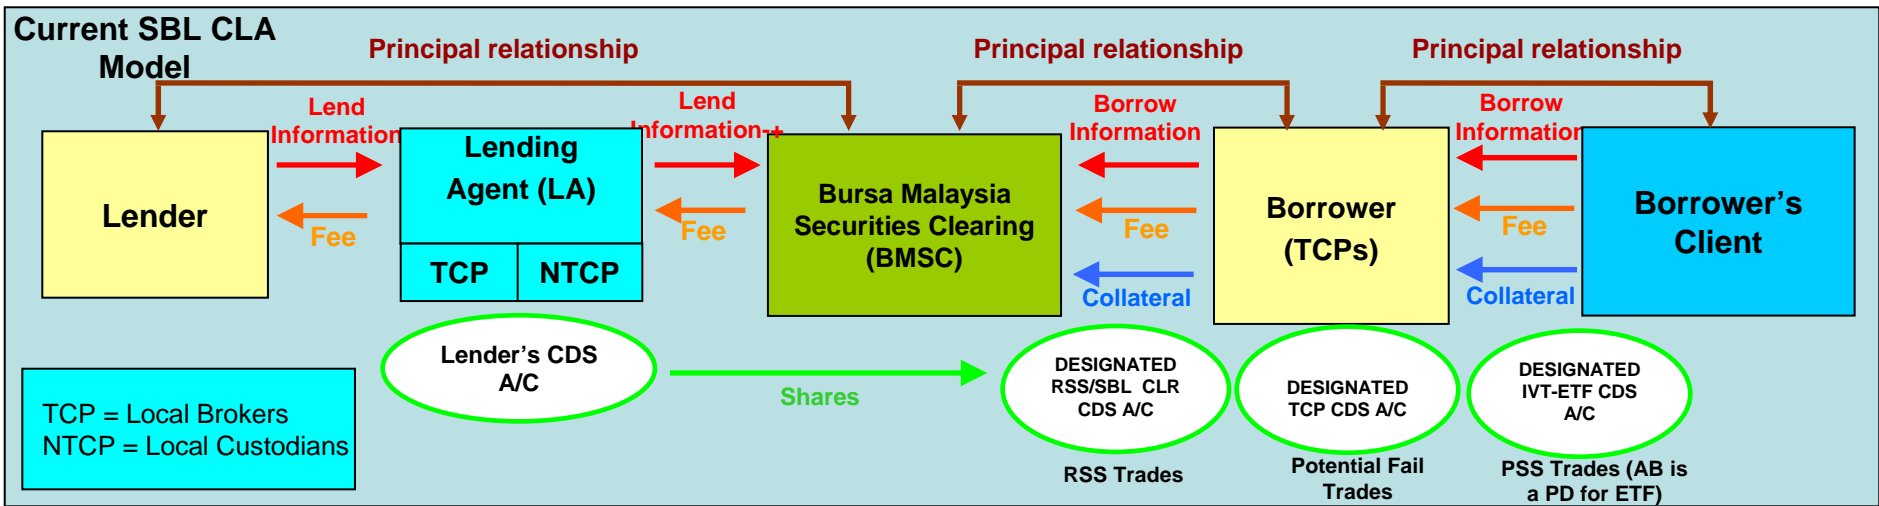 Current SBL CLA
Model
Principal relationship
Principal relationship
Principal relationship
Lend
Information
Lend
Information-+
Borrow
Information
Borrow
Information
Lender
Fee
Lending
Agent (LA)
TCP
NTCP
Fee
Bursa Malaysia
Securities Clearing
(BMSC)
Fee
Collateral
Borrower
(TCPs)
Fee
Collateral
Borrower's
Client
Lender's CDS
A/C
Shares
DESIGNATED
RSS/SBL CLR
CDS A/C
DESIGNATED
TCP CDS A/C
DESIGNATED
IVT-ETF CDS
A/C
TCP = Local Brokers
NTCP = Local Custodians
RSS Trades
Potential Fail
Trades
PSS Trades (AB is
a PD for ETF)